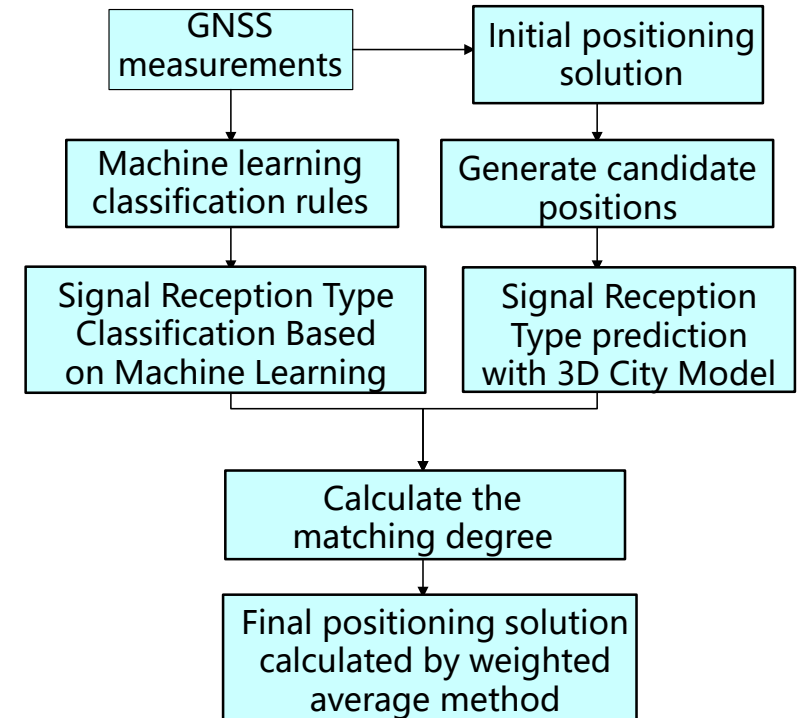 GNSS
measurements
Initial positioning
solution
Machine learning
classification rules
Generate candidate
positions
Signal Reception Type
Classification Based
on Machine Learning
Signal Reception
Type prediction
with 3D City Model
Calculate the
matching degree
Final positioning solution
calculated by weighted
average method